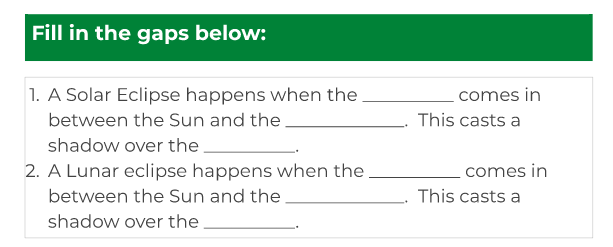 Fill in the gaps below:
1. A Solar Eclipse happens when the __________ comes in
between the Sun and the _____________. This casts a
shadow over the __________.
2. A Lunar eclipse happens when the __________ comes in
between the Sun and the _____________. This casts a
shadow over the __________.